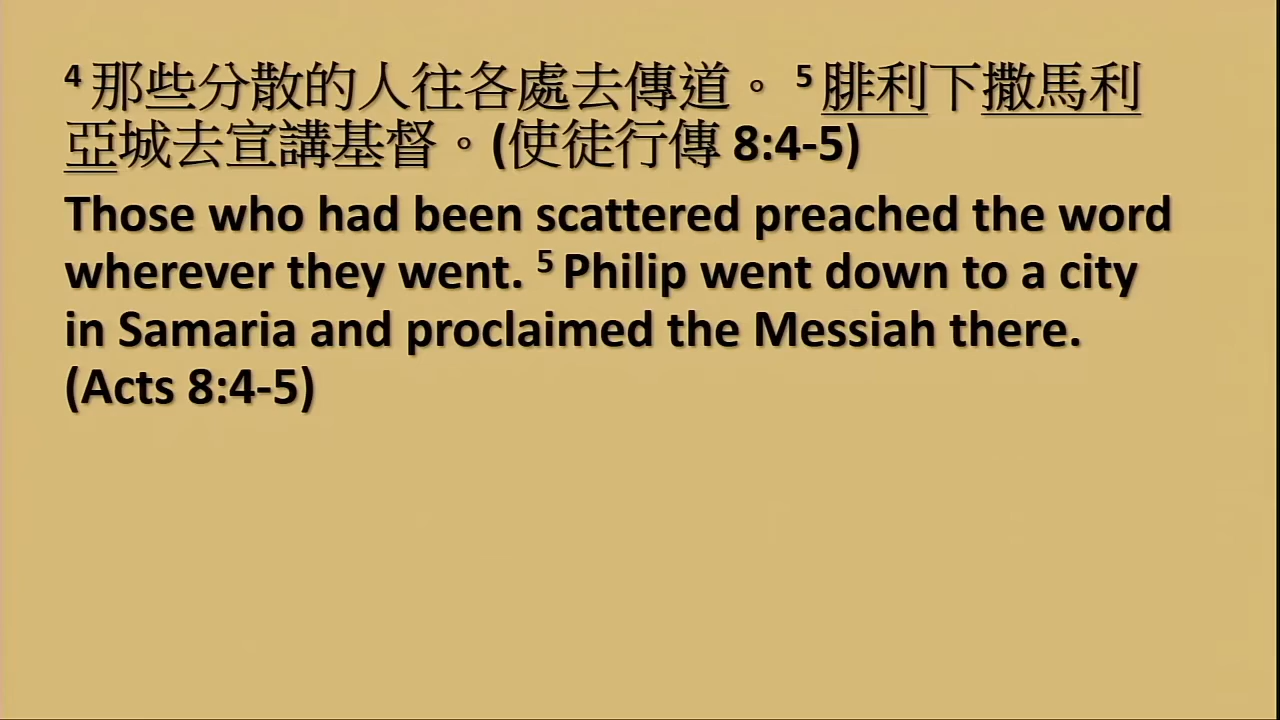 ⁴ 那些分散的人往各處去傳道。 ⁵ 腓利下撒馬利
亞城去宣講基督。(使徒行傳 8:4-5)
Those who had been scattered preached the word
wherever they went. ⁵ Philip went down to a city
in Samaria and proclaimed the Messiah there.
(Acts 8:4-5)